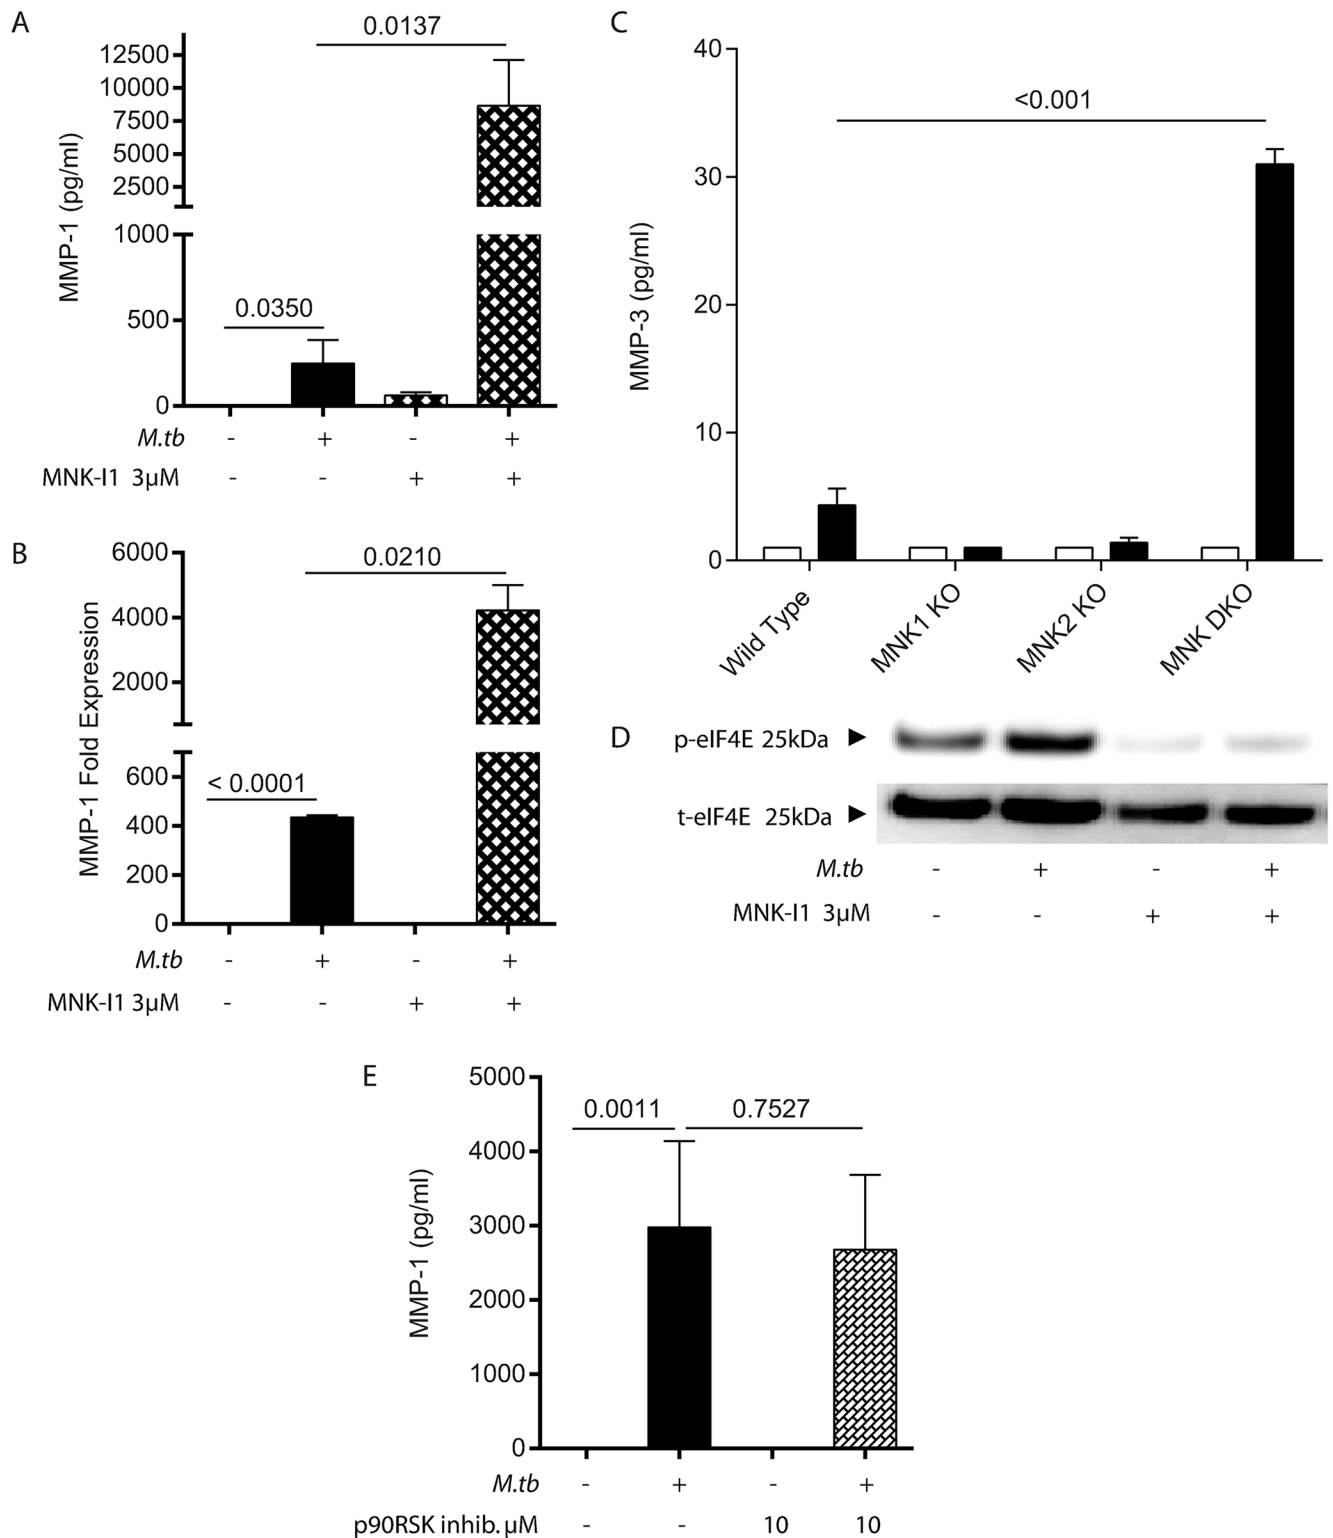 A
0.0137
12500
10000
7500
5000
2500
1000
500
0
MMP-1 (pg/ml)
0.0350
M.tb - + - +
MNK-I1 3µM - - + +
B
6000
4000
2000
600
400
200
0
MMP-1 Fold Expression
0.0210
< 0.0001
M.tb - + - +
MNK-I1 3µM - - + +
C
40
30
20
10
0
MMP-3 (pg/ml)
<0.001
Wild Type
MNK1 KO
MNK2 KO
MNK DKO
D
p-eIF4E 25kDa ►
t-eIF4E 25kDa ►
M.tb - + - +
MNK-I1 3µM - - + +
E
5000
4000
3000
2000
1000
0
MMP-1 (pg/ml)
0.0011
0.7527
M.tb - + - +
p90RSK inhib. µM - - 10 10